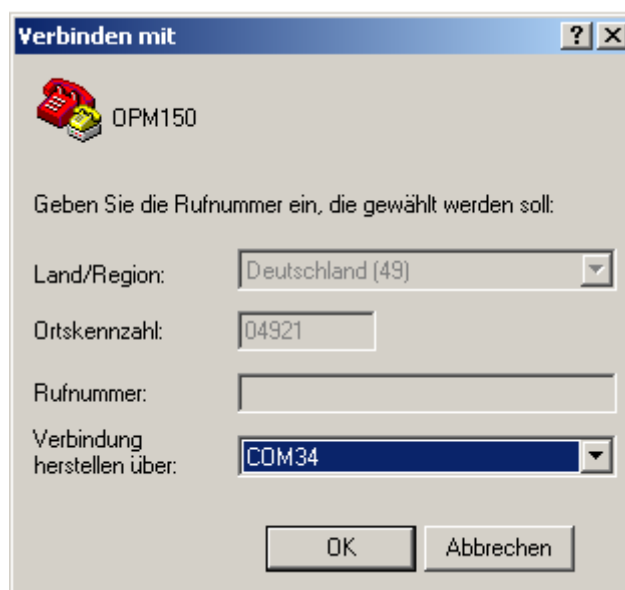 Verbinden mit
OPM150
Geben Sie die Rufnummer ein, die gewählt werden soll:
Land/Region: Deutschland (49)
Ortskennzahl: 04921
Rufnummer:
Verbindung
herstellen über: COM34
OK Abbrechen